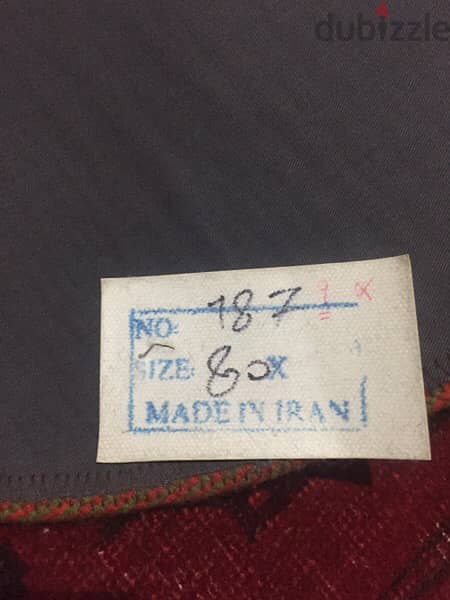 dubizzle
NO: 187
SIZE: 80X
MADE IN IRAN